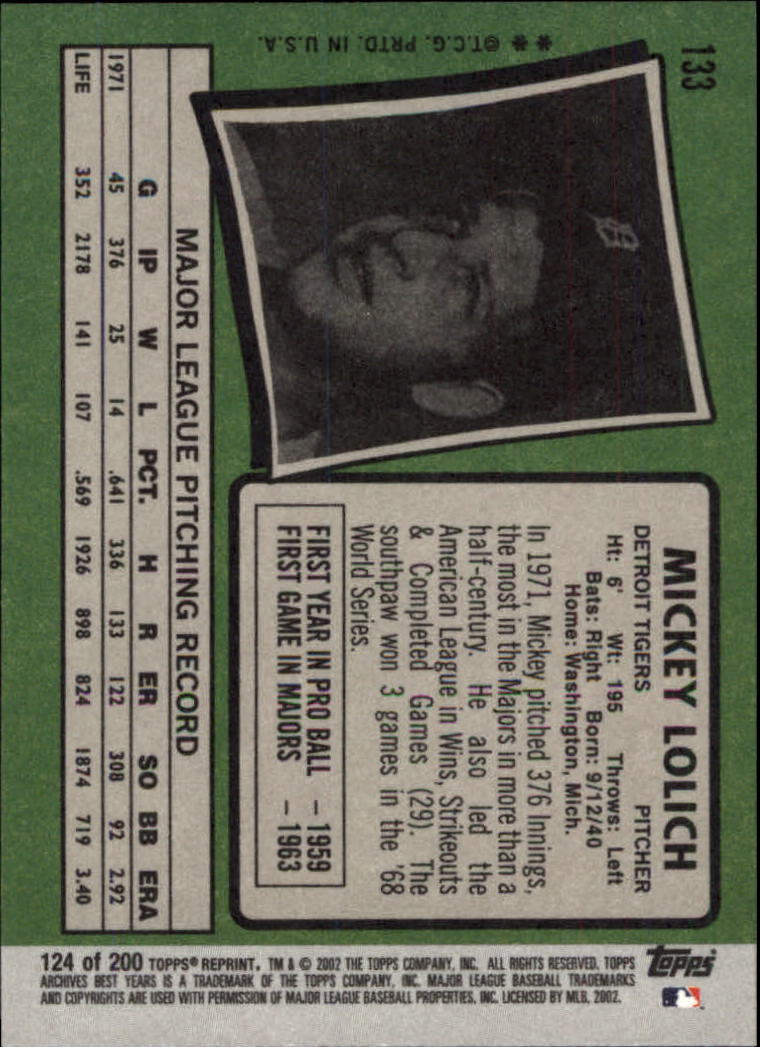 133
** ©T.C.G. PRTD. IN U.S.A.
MICKEY LOLICH
DETROIT TIGERS PITCHER
Ht: 6' Wt: 195 Throws: Left
Bats: Right Born: 9/12/40
Home: Washington, Mich.
In 1971, Mickey pitched 376 Innings,
the most in the Majors in more than a
half-century. He also led the
American League in Wins, Strikeouts
& Completed Games (29). The
southpaw won 3 games in the '68
World Series.
FIRST YEAR IN PRO BALL – 1959
FIRST GAME IN MAJORS – 1963
MAJOR LEAGUE PITCHING RECORD
G IP W L PCT. H R ER SO BB ERA
1971 45 376 25 14 .641 336 133 122 308 92 2.92
LIFE 352 2178 141 107 .569 1926 898 824 1874 719 3.40
124 of 200 TOPPS® REPRINT. TM & © 2002 THE TOPPS COMPANY, INC. ALL RIGHTS RESERVED. TOPPS
ARCHIVES BEST YEARS IS A TRADEMARK OF THE TOPPS COMPANY, INC. MAJOR LEAGUE BASEBALL TRADEMARKS
AND COPYRIGHTS ARE USED WITH PERMISSION OF MAJOR LEAGUE BASEBALL PROPERTIES, INC. LICENSED BY MLB, 2002.
Topps